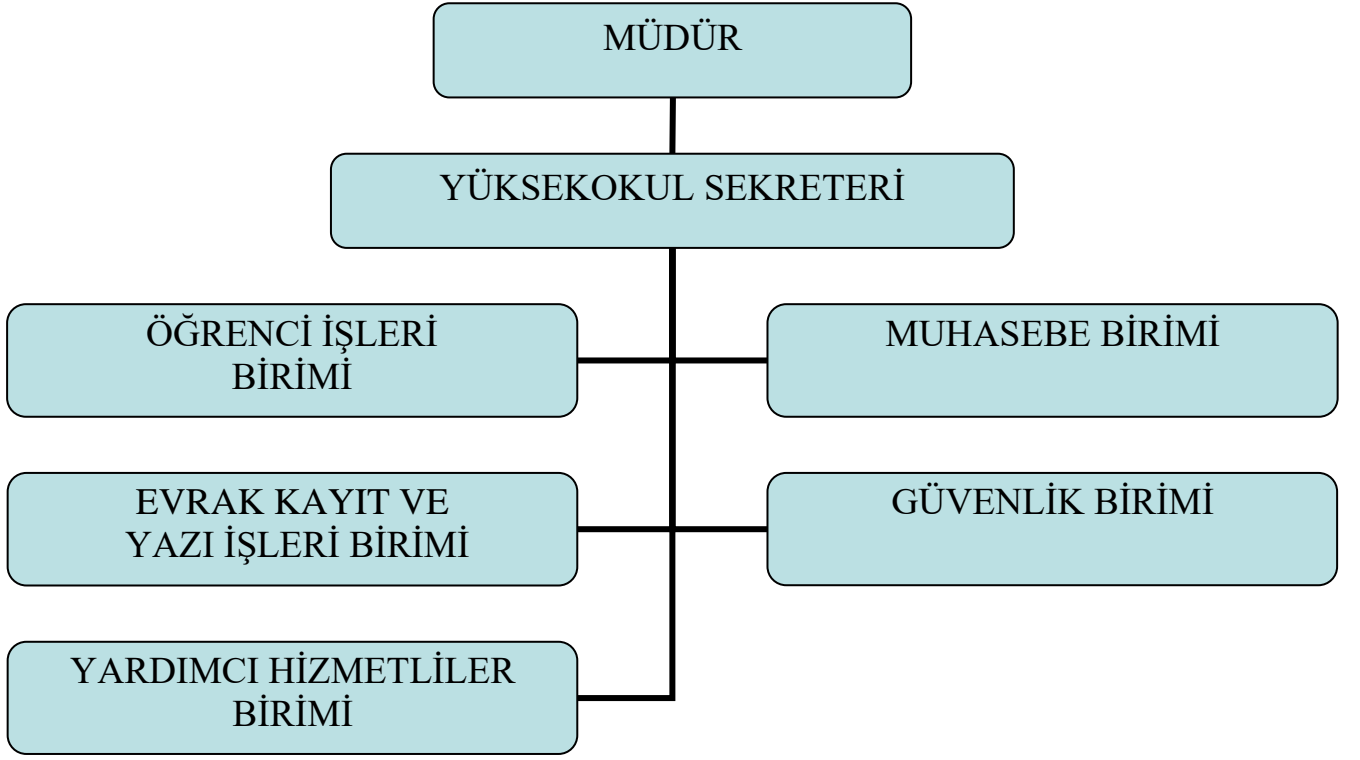 MÜDÜR
YÜKSEKOKUL SEKRETERİ
ÖĞRENCİ İŞLERİ
BİRİMİ
MUHASEBE BİRİMİ
EVRAK KAYIT VE
YAZI İŞLERİ BİRİMİ
GÜVENLİK BİRİMİ
YARDIMCI HİZMETLİLER
BİRİMİ